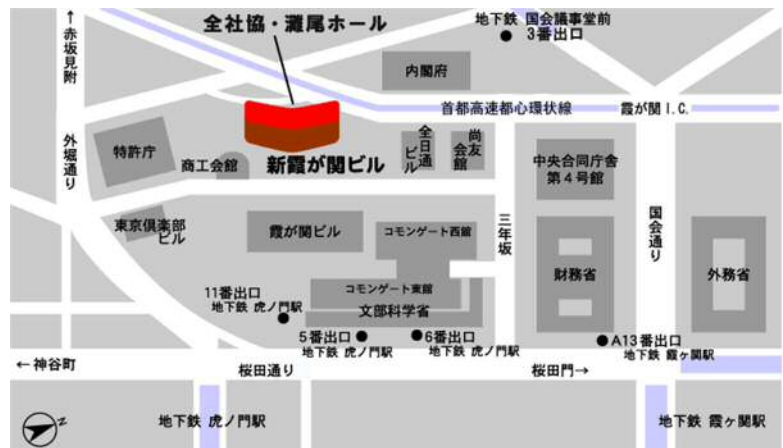 ←赤坂見附
全社協・灘尾ホール
地下鉄 国会議事堂前
3番出口
内閣府
首都高速都心環状線
霞が関 I.C.
外堀通り
特許庁
商工会館
新霞が関ビル
全日通
ビル
尚友
会館
中央合同庁舎
第4号館
東京倶楽部
ビル
霞が関ビル
コモンゲート西館
三年坂
国会通り
財務省
外務省
コモンゲート東館
文部科学省
11番出口
地下鉄 虎ノ門駅
5番出口
地下鉄 虎ノ門駅
6番出口
地下鉄 虎ノ門駅
A13番出口
地下鉄 霞ヶ関駅
←神谷町
桜田通り
桜田門→
N
地下鉄 虎ノ門駅
地下鉄 霞ヶ関駅